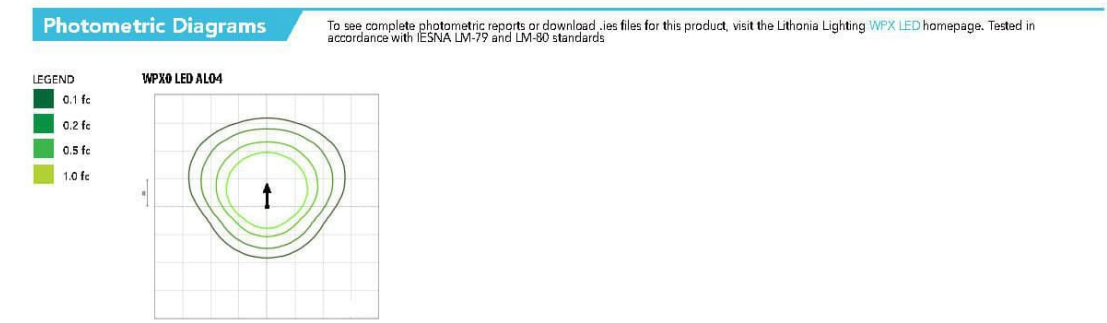 Photometric Diagrams
To see complete photometric reports or download .ies files for this product, visit the Lithonia Lighting WPX LED homepage. Tested in
accordance with IESNA LM-79 and LM-80 standards
LEGEND
WPX0 LED ALO4
0.1 fc
0.2 fc
0.5 fc
1.0 fc